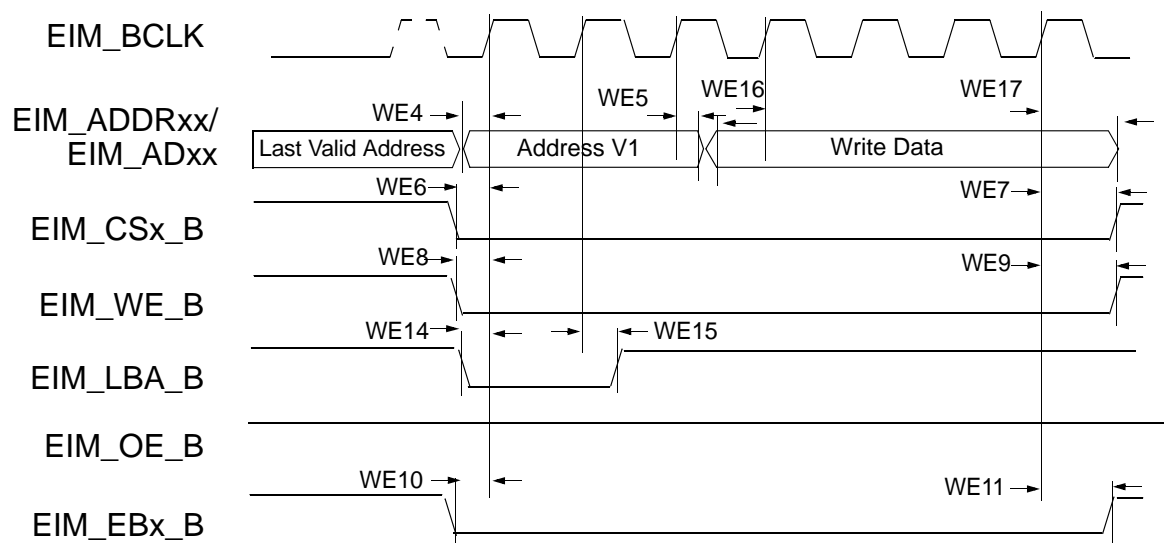 EIM_BCLK
WE16
WE5
WE17
WE4
EIM_ADDRxx/
EIM_ADxx
Last Valid Address
Address V1
Write Data
WE6
WE7
EIM_CSx_B
WE8
WE9
EIM_WE_B
WE14
WE15
EIM_LBA_B
EIM_OE_B
WE10
WE11
EIM_EBx_B